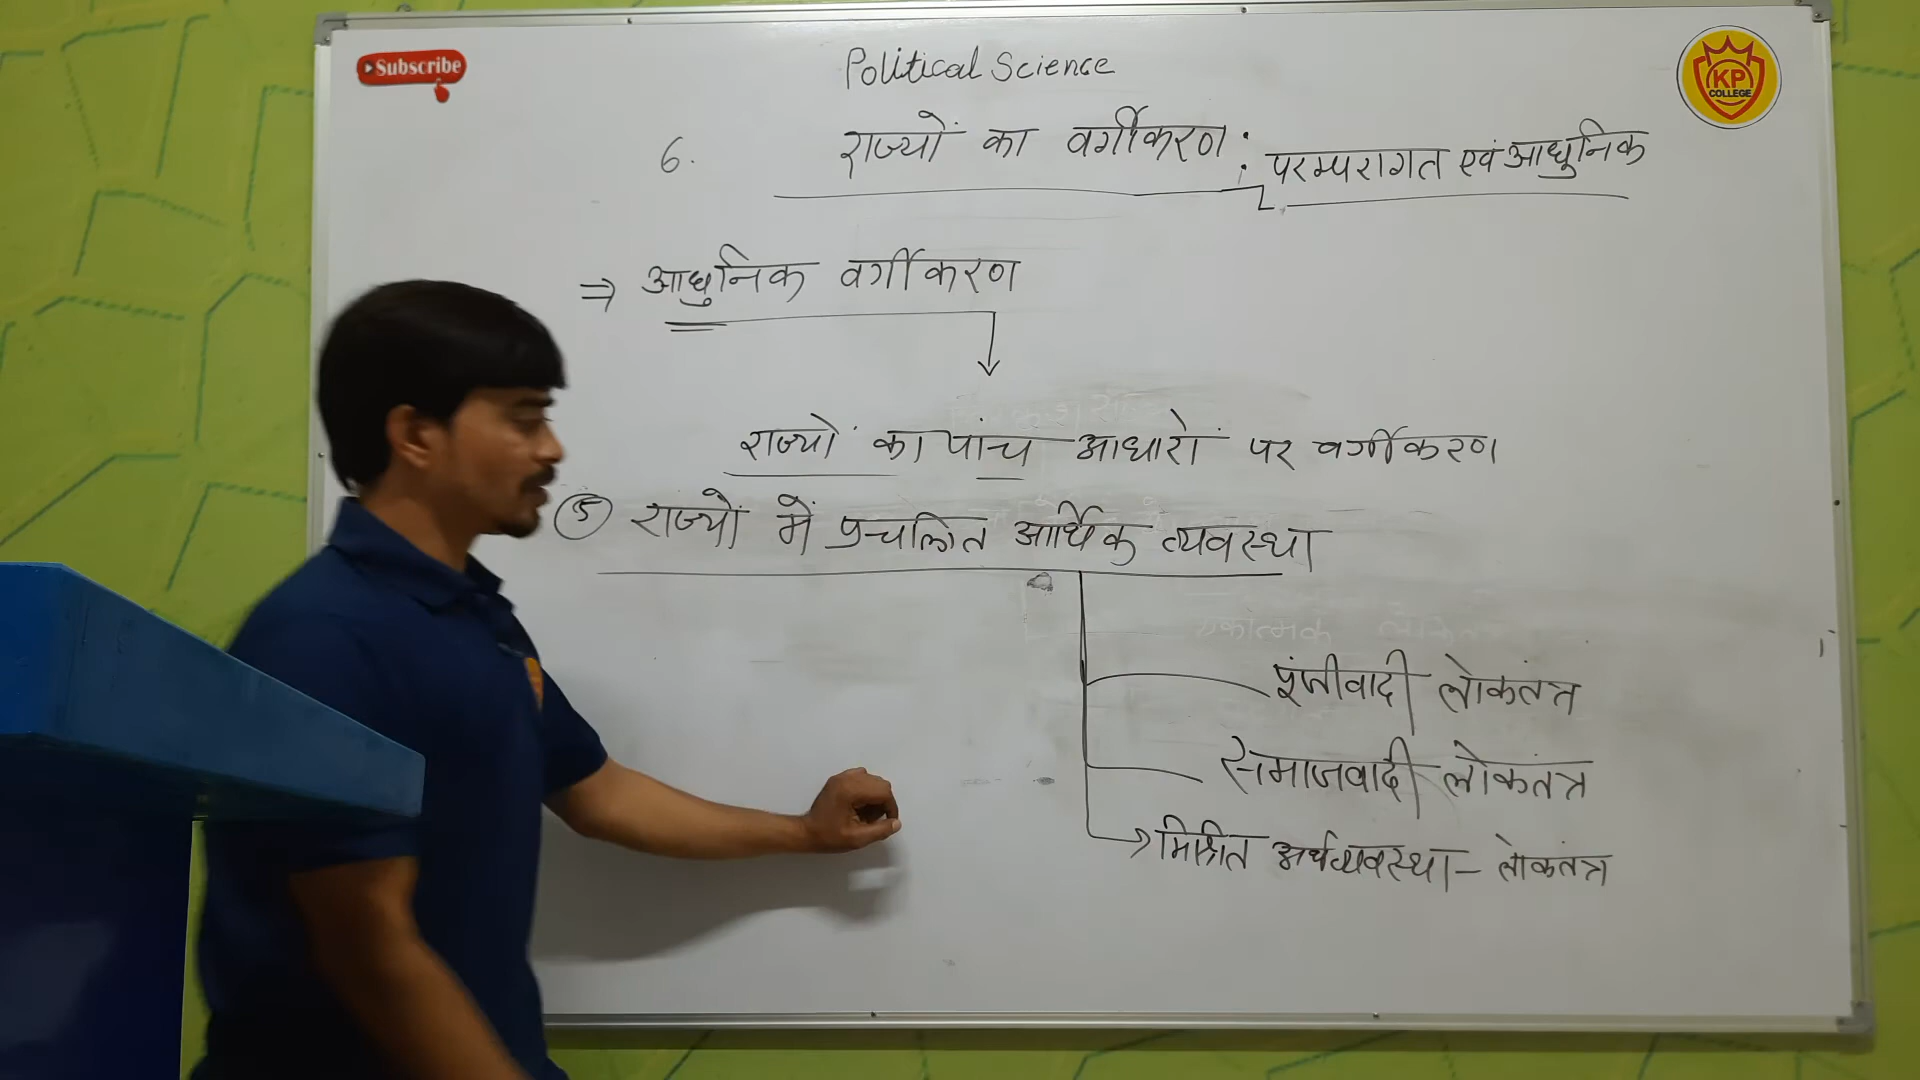 Subscribe
Political Science
KP
COLLEGE
6. राज्यों का वर्गीकरण : परम्परागत एवं आधुनिक
⇒ आधुनिक वर्गीकरण
राज्यों का पांच आधारों पर वर्गीकरण
⑤ राज्यों में प्रचलित आर्थिक व्यवस्था
पूंजीवादी लोकतंत्र
समाजवादी लोकतंत्र
मिश्रित अर्थव्यवस्था - लोकतंत्र